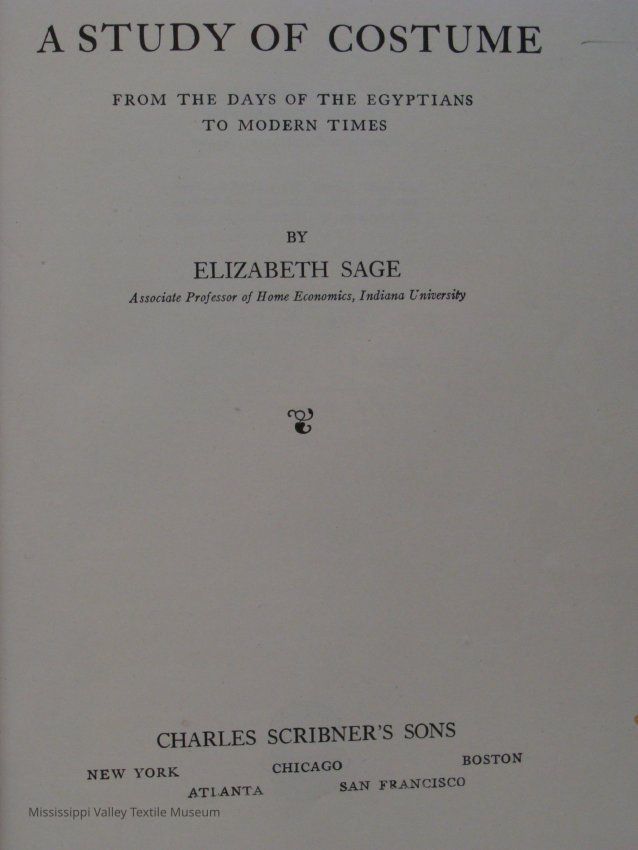 A STUDY OF COSTUME
FROM THE DAYS OF THE EGYPTIANS
TO MODERN TIMES
BY
ELIZABETH SAGE
Associate Professor of Home Economics, Indiana University
CHARLES SCRIBNER'S SONS
NEW YORK CHICAGO BOSTON
ATLANTA SAN FRANCISCO
Mississippi Valley Textile Museum